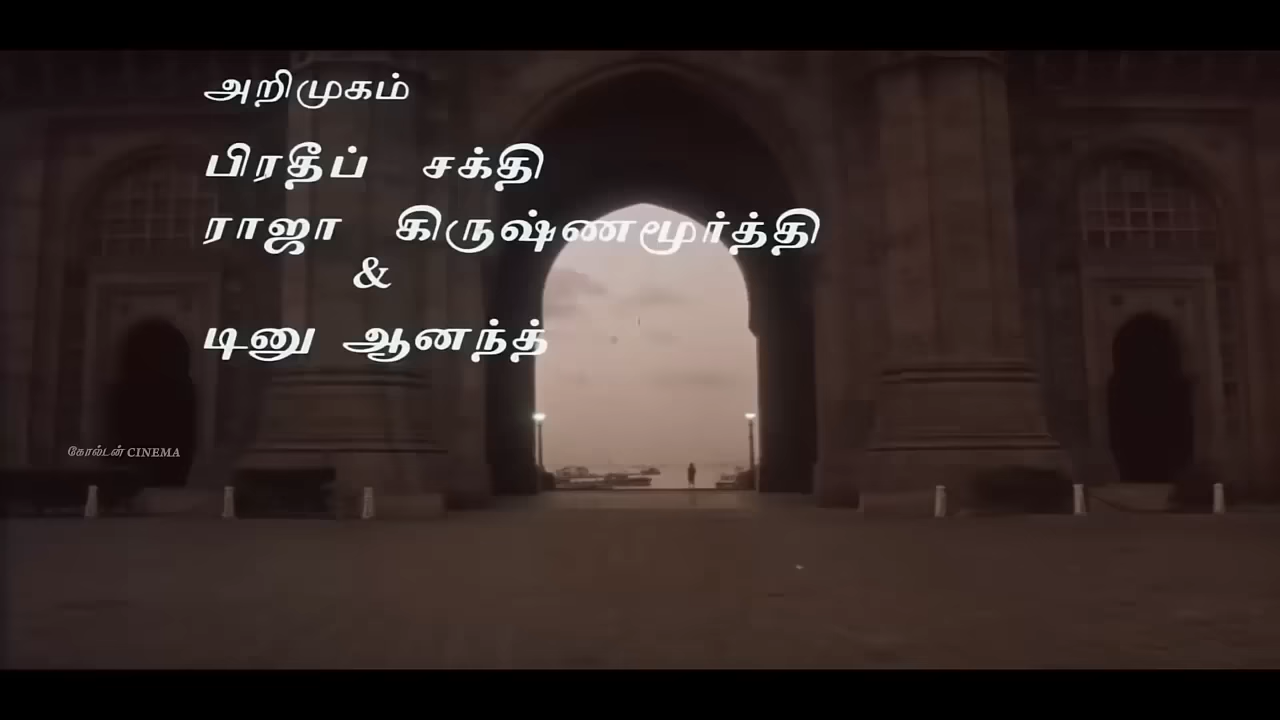 அறிமுகம்
பிரதீப் சக்தி
ராஜா கிருஷ்ணமூர்த்தி
&
டினு ஆனந்த்
கோல்டன் CINEMA